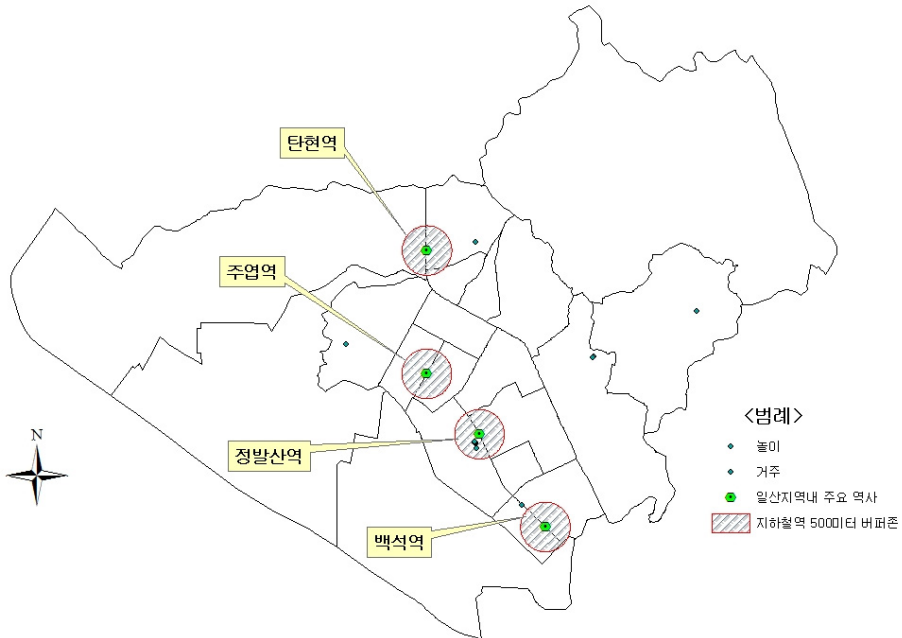 탄현역
주엽역
N
정발산역
백석역
<범례>
놀이
거주
일산지역내 주요 역사
지하철역 500미터 버퍼존